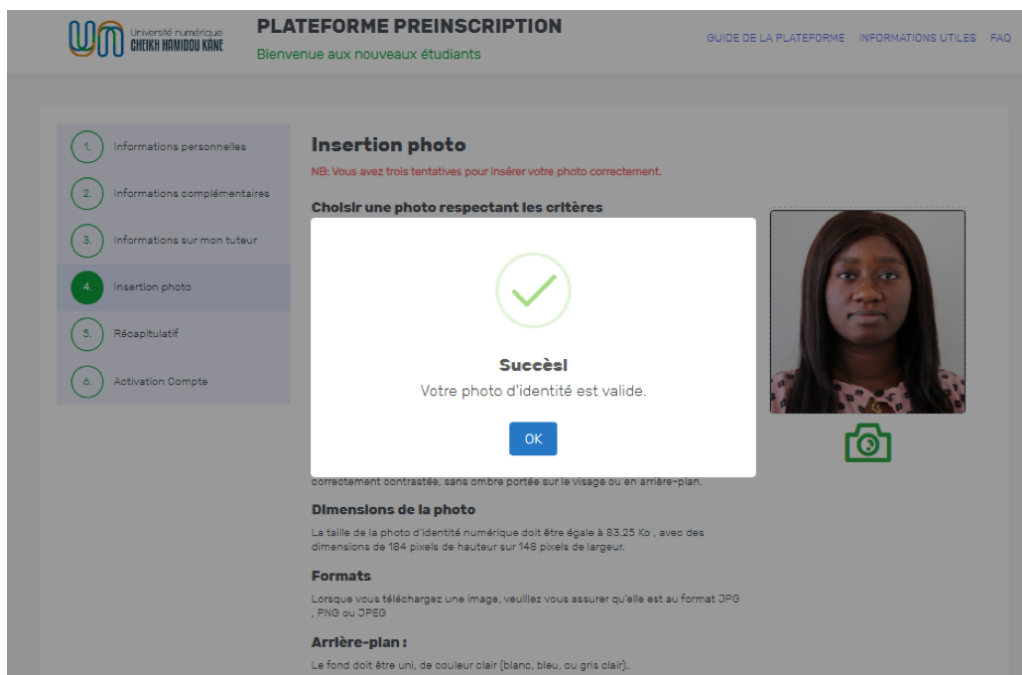 Université numérique
CHEIKH HAMIDOU KANE
PLATEFORME PREINSCRIPTION
Bienvenue aux nouveaux étudiants
GUIDE DE LA PLATEFORME INFORMATIONS UTILES FAQ
1. Informations personnelles
2. Informations complémentaires
3. Informations sur mon tuteur
4. Insertion photo
5. Récapitulatif
6. Activation Compte
Insertion photo
NB: Vous avez trois tentatives pour insérer votre photo correctement.
Choisir une photo respectant les critères
Succès!
Votre photo d'identité est valide.
OK
correctement contrastée, sans ombre portée sur le visage ou en arrière-plan.
Dimensions de la photo
La taille de la photo d'identité numérique doit être égale à 83.25 Ko , avec des
dimensions de 184 pixels de hauteur sur 148 pixels de largeur.
Formats
Lorsque vous téléchargez une image, veuillez vous assurer qu'elle est au format JPG
, PNG ou JPEG
Arrière-plan :
Le fond doit être uni, de couleur clair (blanc, bleu, ou gris clair)..